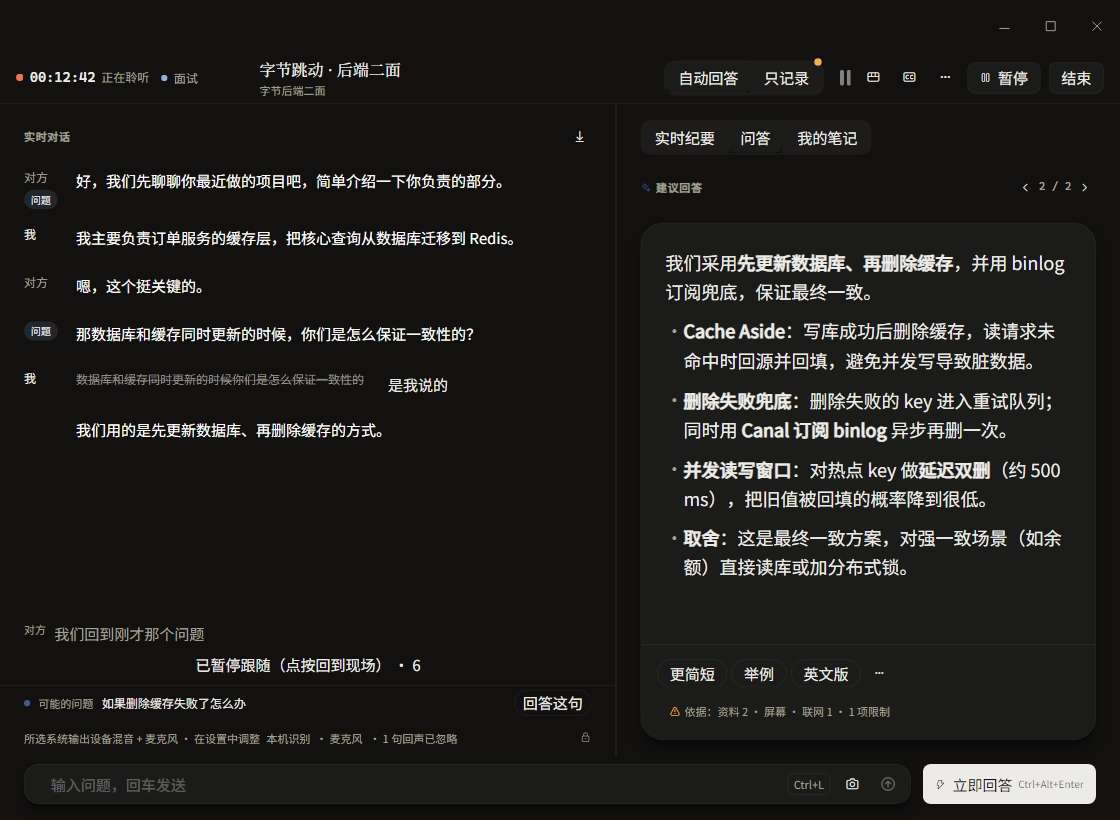 00:12:42 正在聆听 面试
字节跳动 · 后端二面
字节后端二面
自动回答 只记录
CC
··· 暂停 结束
实时对话
对方
问题
好，我们先聊聊你最近做的项目吧，简单介绍一下你负责的部分。
我
我主要负责订单服务的缓存层，把核心查询从数据库迁移到 Redis。
对方
嗯，这个挺关键的。
问题
那数据库和缓存同时更新的时候，你们是怎么保证一致性的？
我
数据库和缓存同时更新的时候你们是怎么保证一致性的 是我说的
我们用的是先更新数据库、再删除缓存的方式。
对方 我们回到刚才那个问题
已暂停跟随（点按回到现场） · 6
可能的问题 如果删除缓存失败了怎么办 回答这句
所选系统输出设备混音 + 麦克风 · 在设置中调整 本机识别 · 麦克风 · 1 句回声已忽略
实时纪要 问答 我的笔记
建议回答 2 / 2
我们采用先更新数据库、再删除缓存，并用 binlog
订阅兜底，保证最终一致。
• Cache Aside：写库成功后删除缓存，读请求未
命中时回源并回填，避免并发写导致脏数据。
• 删除失败兜底：删除失败的 key 进入重试队列；
同时用 Canal 订阅 binlog 异步再删一次。
• 并发读写窗口：对热点 key 做延迟双删（约 500
ms），把旧值被回填的概率降到很低。
• 取舍：这是最终一致方案，对强一致场景（如余
额）直接读库或加分布式锁。
更简短 举例 英文版 ···
依据：资料 2 · 屏幕 · 联网 1 · 1 项限制
输入问题，回车发送 Ctrl+L
立即回答 Ctrl+Alt+Enter